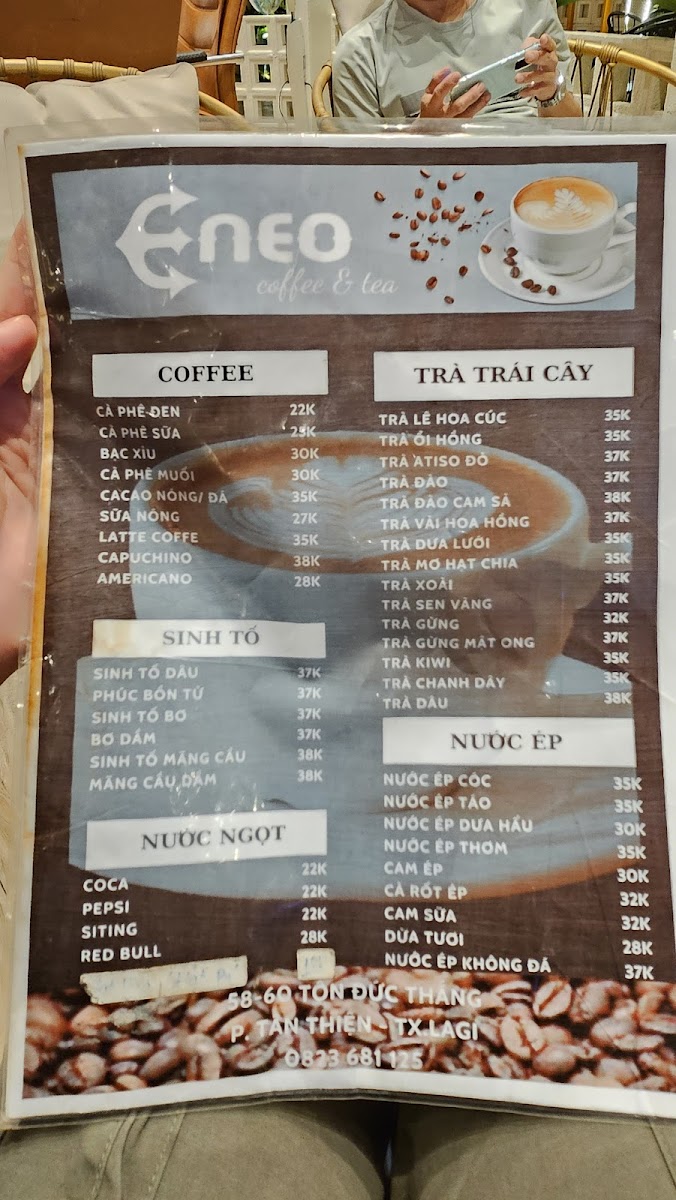 ENEO
coffee & tea
COFFEE
CÀ PHÊ ĐEN 22K
CÀ PHÊ SỮA 25K
BẠC XỈU 30K
CÀ PHÊ MUỐI 30K
CACAO NÓNG/ ĐÁ 35K
SỮA NÓNG 27K
LATTE COFFE 35K
CAPUCHINO 38K
AMERICANO 28K
SINH TỐ
SINH TỐ DÂU 37K
PHÚC BỒN TỬ 37K
SINH TỐ BƠ 37K
BƠ DẦM 37K
SINH TỐ MÃNG CẦU 38K
MÃNG CẦU DẦM 38K
NƯỚC NGỌT
COCA 22K
PEPSI 22K
SITING 22K
RED BULL 28K
TRÀ TRÁI CÂY
TRÀ LÊ HOA CÚC 35K
TRÀ ỔI HỒNG 35K
TRÀ ATISO ĐỎ 37K
TRÀ ĐÀO 37K
TRÀ ĐÀO CAM SẢ 38K
TRÀ VẢI HOA HỒNG 37K
TRÀ DƯA LƯỚI 35K
TRÀ MƠ HẠT CHIA 35K
TRÀ XOÀI 35K
TRÀ SEN VÀNG 37K
TRÀ GỪNG 32K
TRÀ GỪNG MẬT ONG 37K
TRÀ KIWI 35K
TRÀ CHANH DÂY 35K
TRÀ DÂU 38K
NƯỚC ÉP
NƯỚC ÉP CÓC 35K
NƯỚC ÉP TÁO 35K
NƯỚC ÉP DƯA HẤU 30K
NƯỚC ÉP THƠM 35K
CAM ÉP 30K
CÀ RỐT ÉP 32K
CAM SỮA 32K
DỪA TƯƠI 28K
NƯỚC ÉP KHÔNG ĐÁ 37K
58-60 TÔN ĐỨC THẮNG
P. TÂN THIỆN - TX.LAGI
0823 681 125